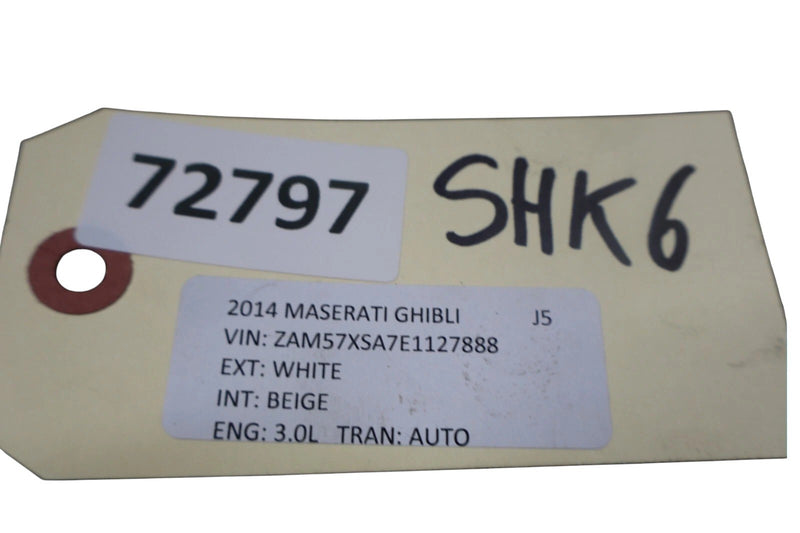 72797
SHK6
2014 MASERATI GHIBLI J5
VIN: ZAM57XSA7E1127888
EXT: WHITE
INT: BEIGE
ENG: 3.0L TRAN: AUTO